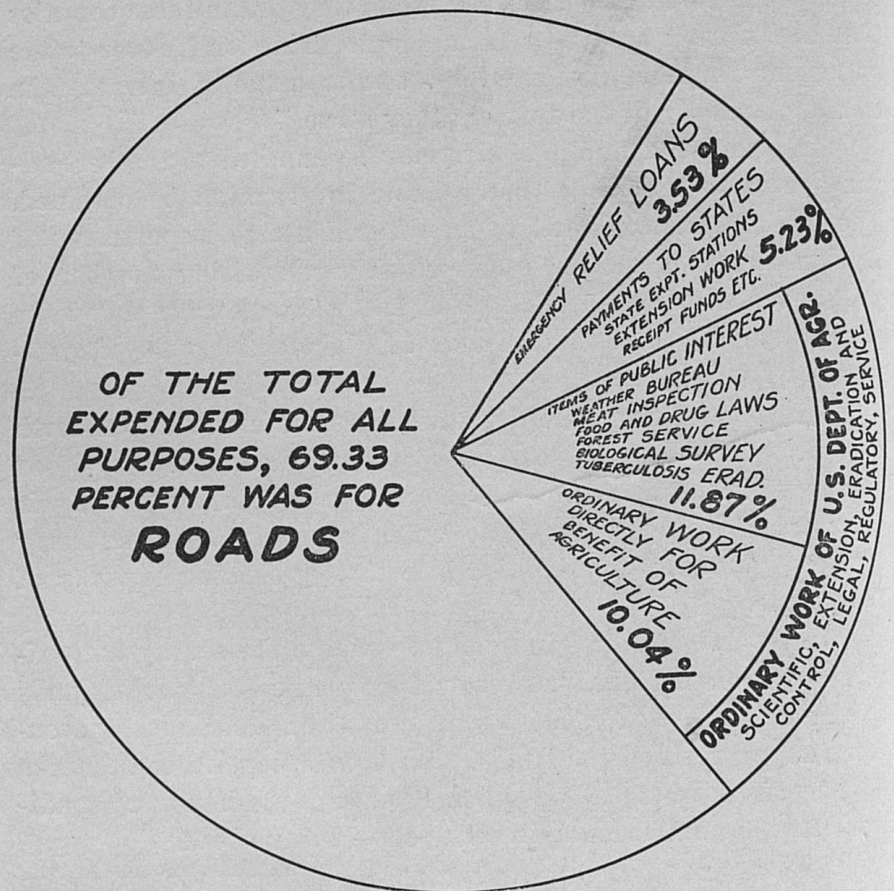 OF THE TOTAL
EXPENDED FOR ALL
PURPOSES, 69.33
PERCENT WAS FOR
ROADS
EMERGENCY RELIEF LOANS
3.53%
PAYMENTS TO STATES
STATE EXPT. STATIONS
EXTENSION WORK
RECEIPT FUNDS ETC.
5.23%
ITEMS OF PUBLIC INTEREST
WEATHER BUREAU
MEAT INSPECTION
FOOD AND DRUG LAWS
FOREST SERVICE
BIOLOGICAL SURVEY
TUBERCULOSIS ERAD.
11.87%
ORDINARY WORK
DIRECTLY FOR
BENEFIT OF
AGRICULTURE
10.04%
ORDINARY WORK OF U.S. DEPT. OF AGR.
SCIENTIFIC, EXTENSION, ERADICATION AND
CONTROL, LEGAL, REGULATORY, SERVICE